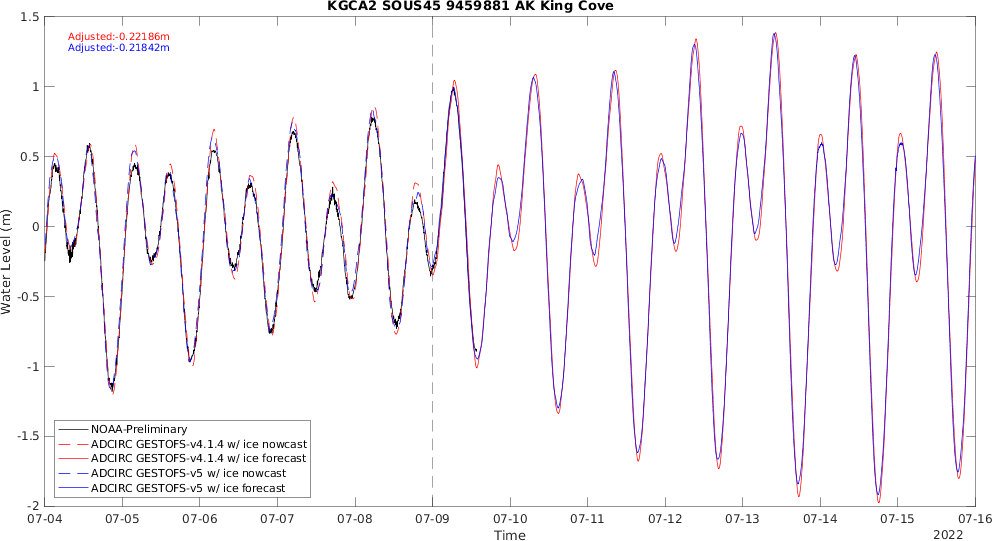 KGCA2 SOUS45 9459881 AK King Cove
Adjusted:-0.22186m
Adjusted:-0.21842m
1.5
1
0.5
0
-0.5
-1
-1.5
-2
Water Level (m)
NOAA-Preliminary
ADCIRC GESTOFS-v4.1.4 w/ ice nowcast
ADCIRC GESTOFS-v4.1.4 w/ ice forecast
ADCIRC GESTOFS-v5 w/ ice nowcast
ADCIRC GESTOFS-v5 w/ ice forecast
07-04 07-05 07-06 07-07 07-08 07-09 07-10 07-11 07-12 07-13 07-14 07-15 07-16
Time
2022